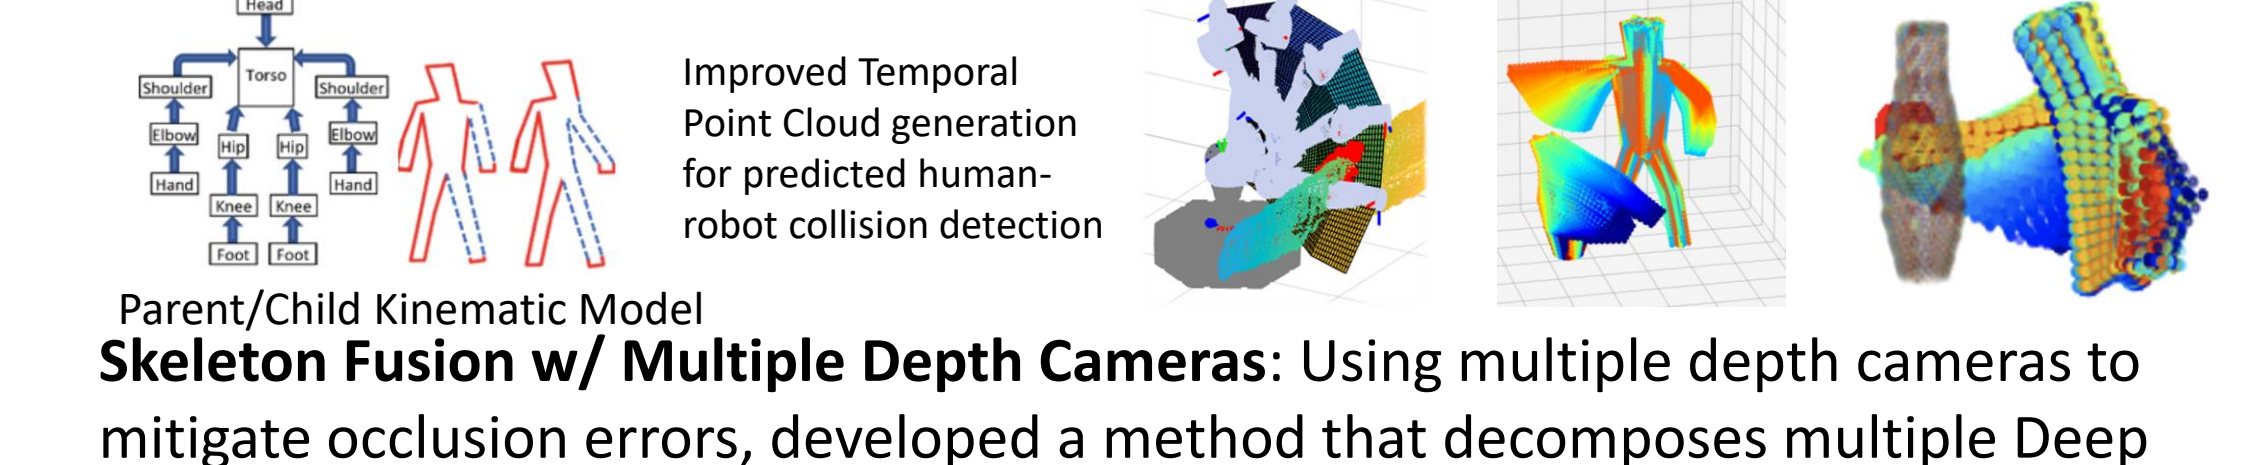 Head
Torso
Shoulder
Shoulder
Elbow
Elbow
Hip
Hip
Hand
Hand
Knee
Knee
Foot
Foot
Parent/Child Kinematic Model
Improved Temporal
Point Cloud generation
for predicted human-
robot collision detection
Skeleton Fusion w/ Multiple Depth Cameras: Using multiple depth cameras to
mitigate occlusion errors, developed a method that decomposes multiple Deep